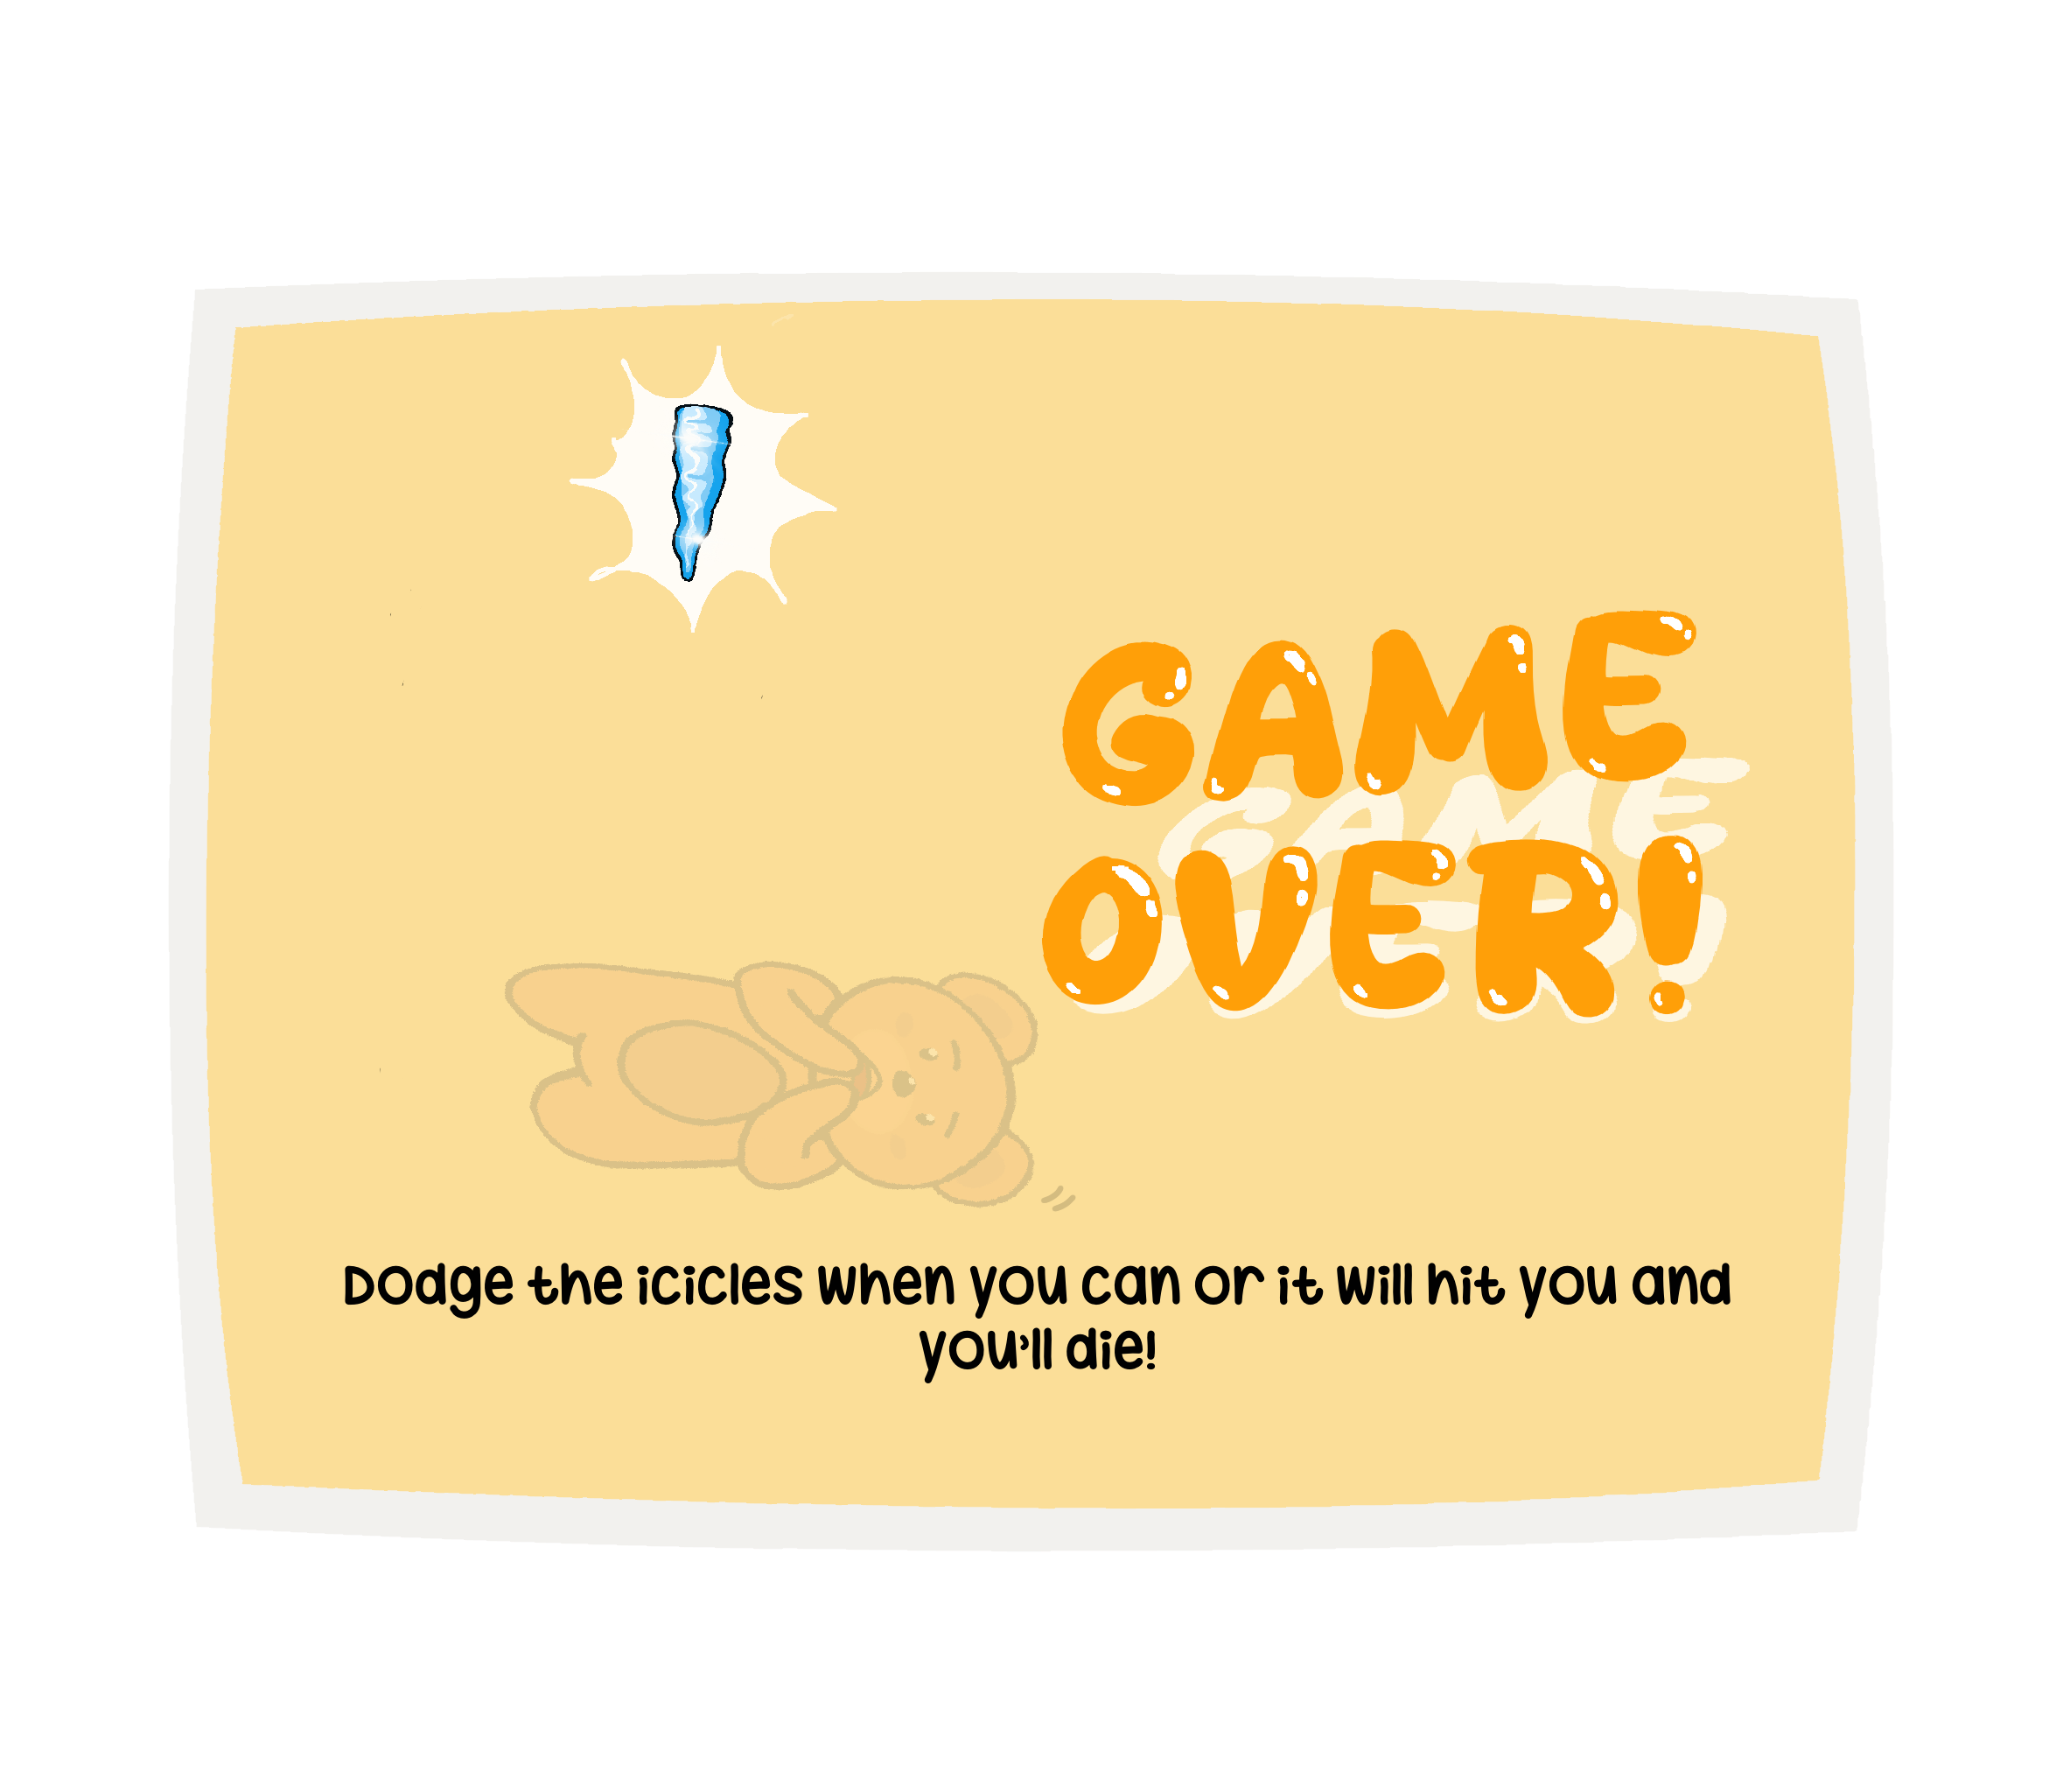 GAME
OVER!
Dodge the icicles when you can or it will hit you and
you'll die!